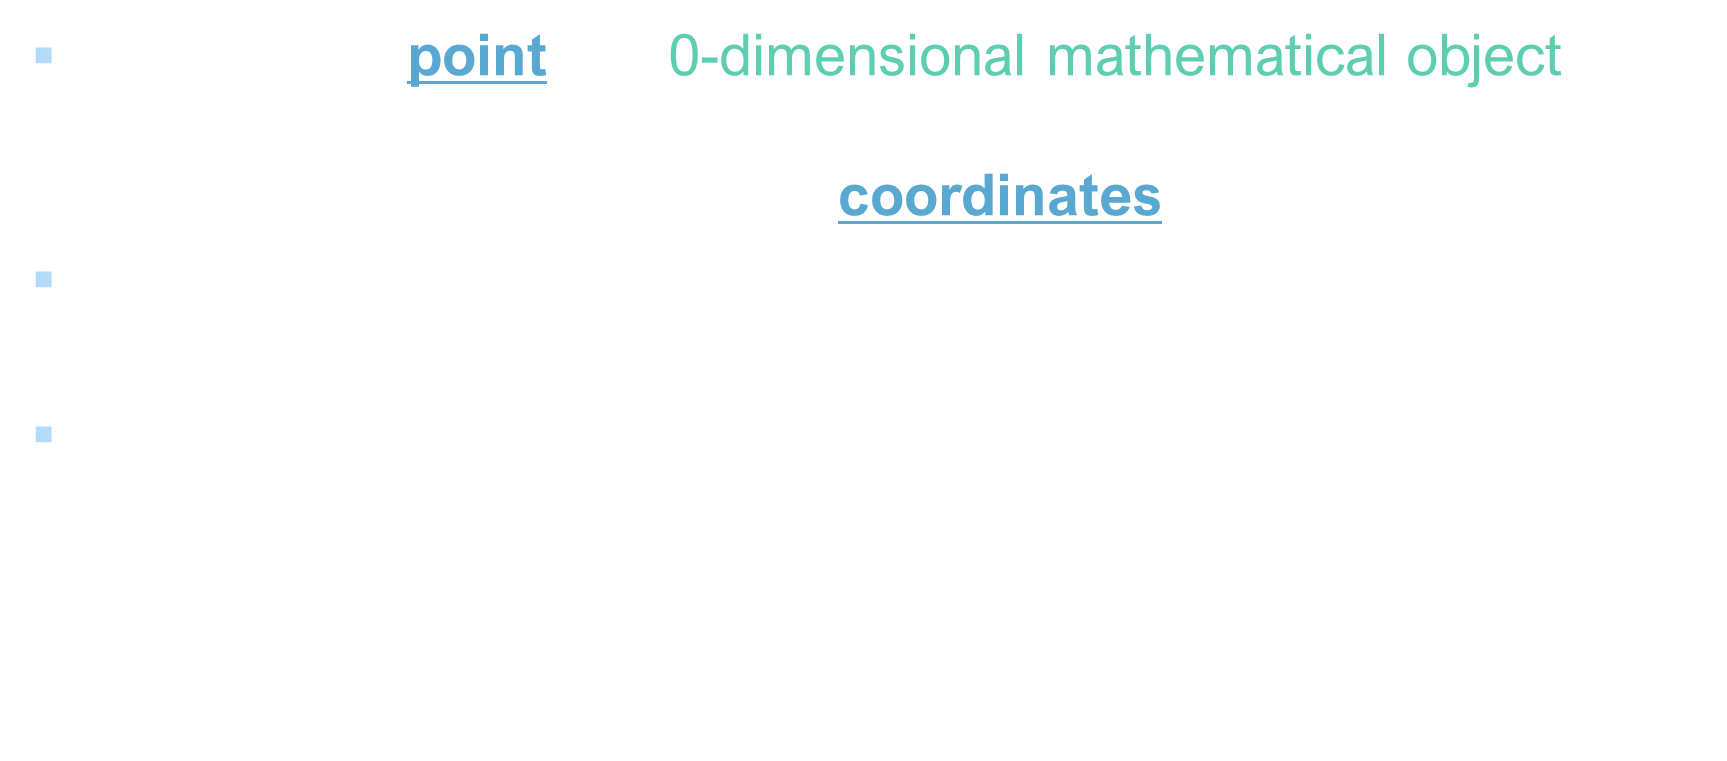 ▪ point 0-dimensional mathematical object
coordinates
▪
▪